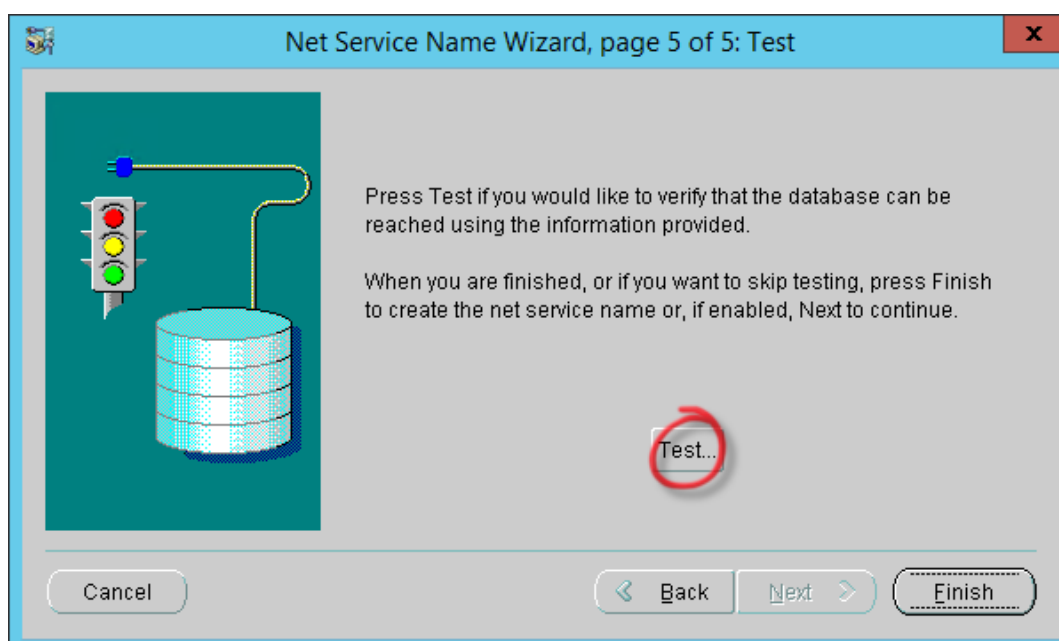 Net Service Name Wizard, page 5 of 5: Test
x
Press Test if you would like to verify that the database can be
reached using the information provided.
When you are finished, or if you want to skip testing, press Finish
to create the net service name or, if enabled, Next to continue.
Test...
Cancel
Back
Next
Finish